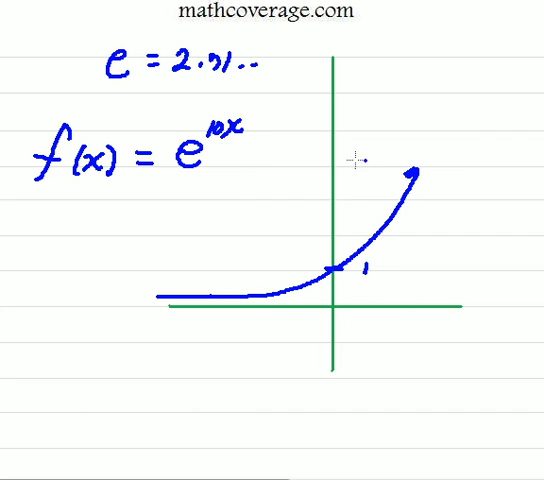 mathcoverage.com
e = 2.71..
f(x) = e^10x
1